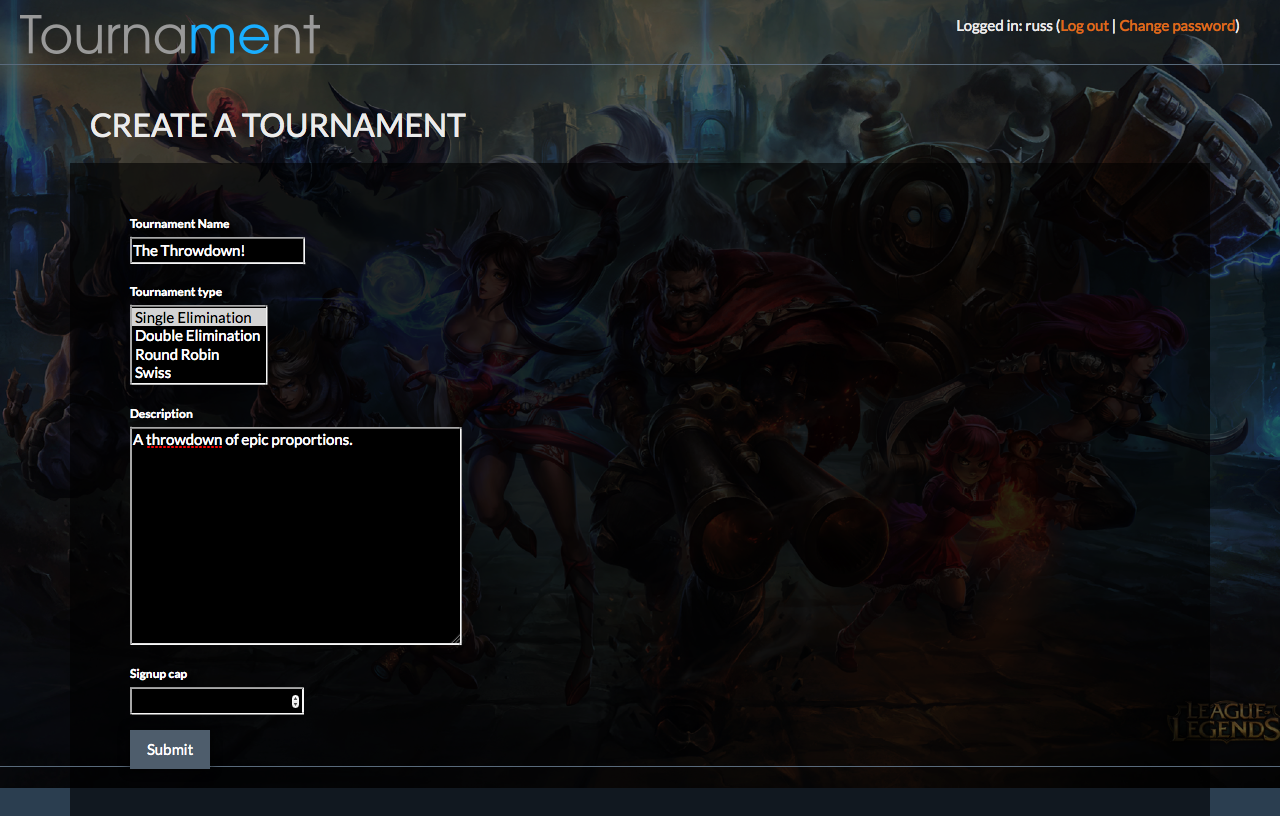 Tournament
Logged in: russ (Log out | Change password)
CREATE A TOURNAMENT
Tournament Name
The Throwdown!
Tournament type
Single Elimination
Double Elimination
Round Robin
Swiss
Description
A throwdown of epic proportions.
Signup cap
LEAGUE
LEGENDS
Submit